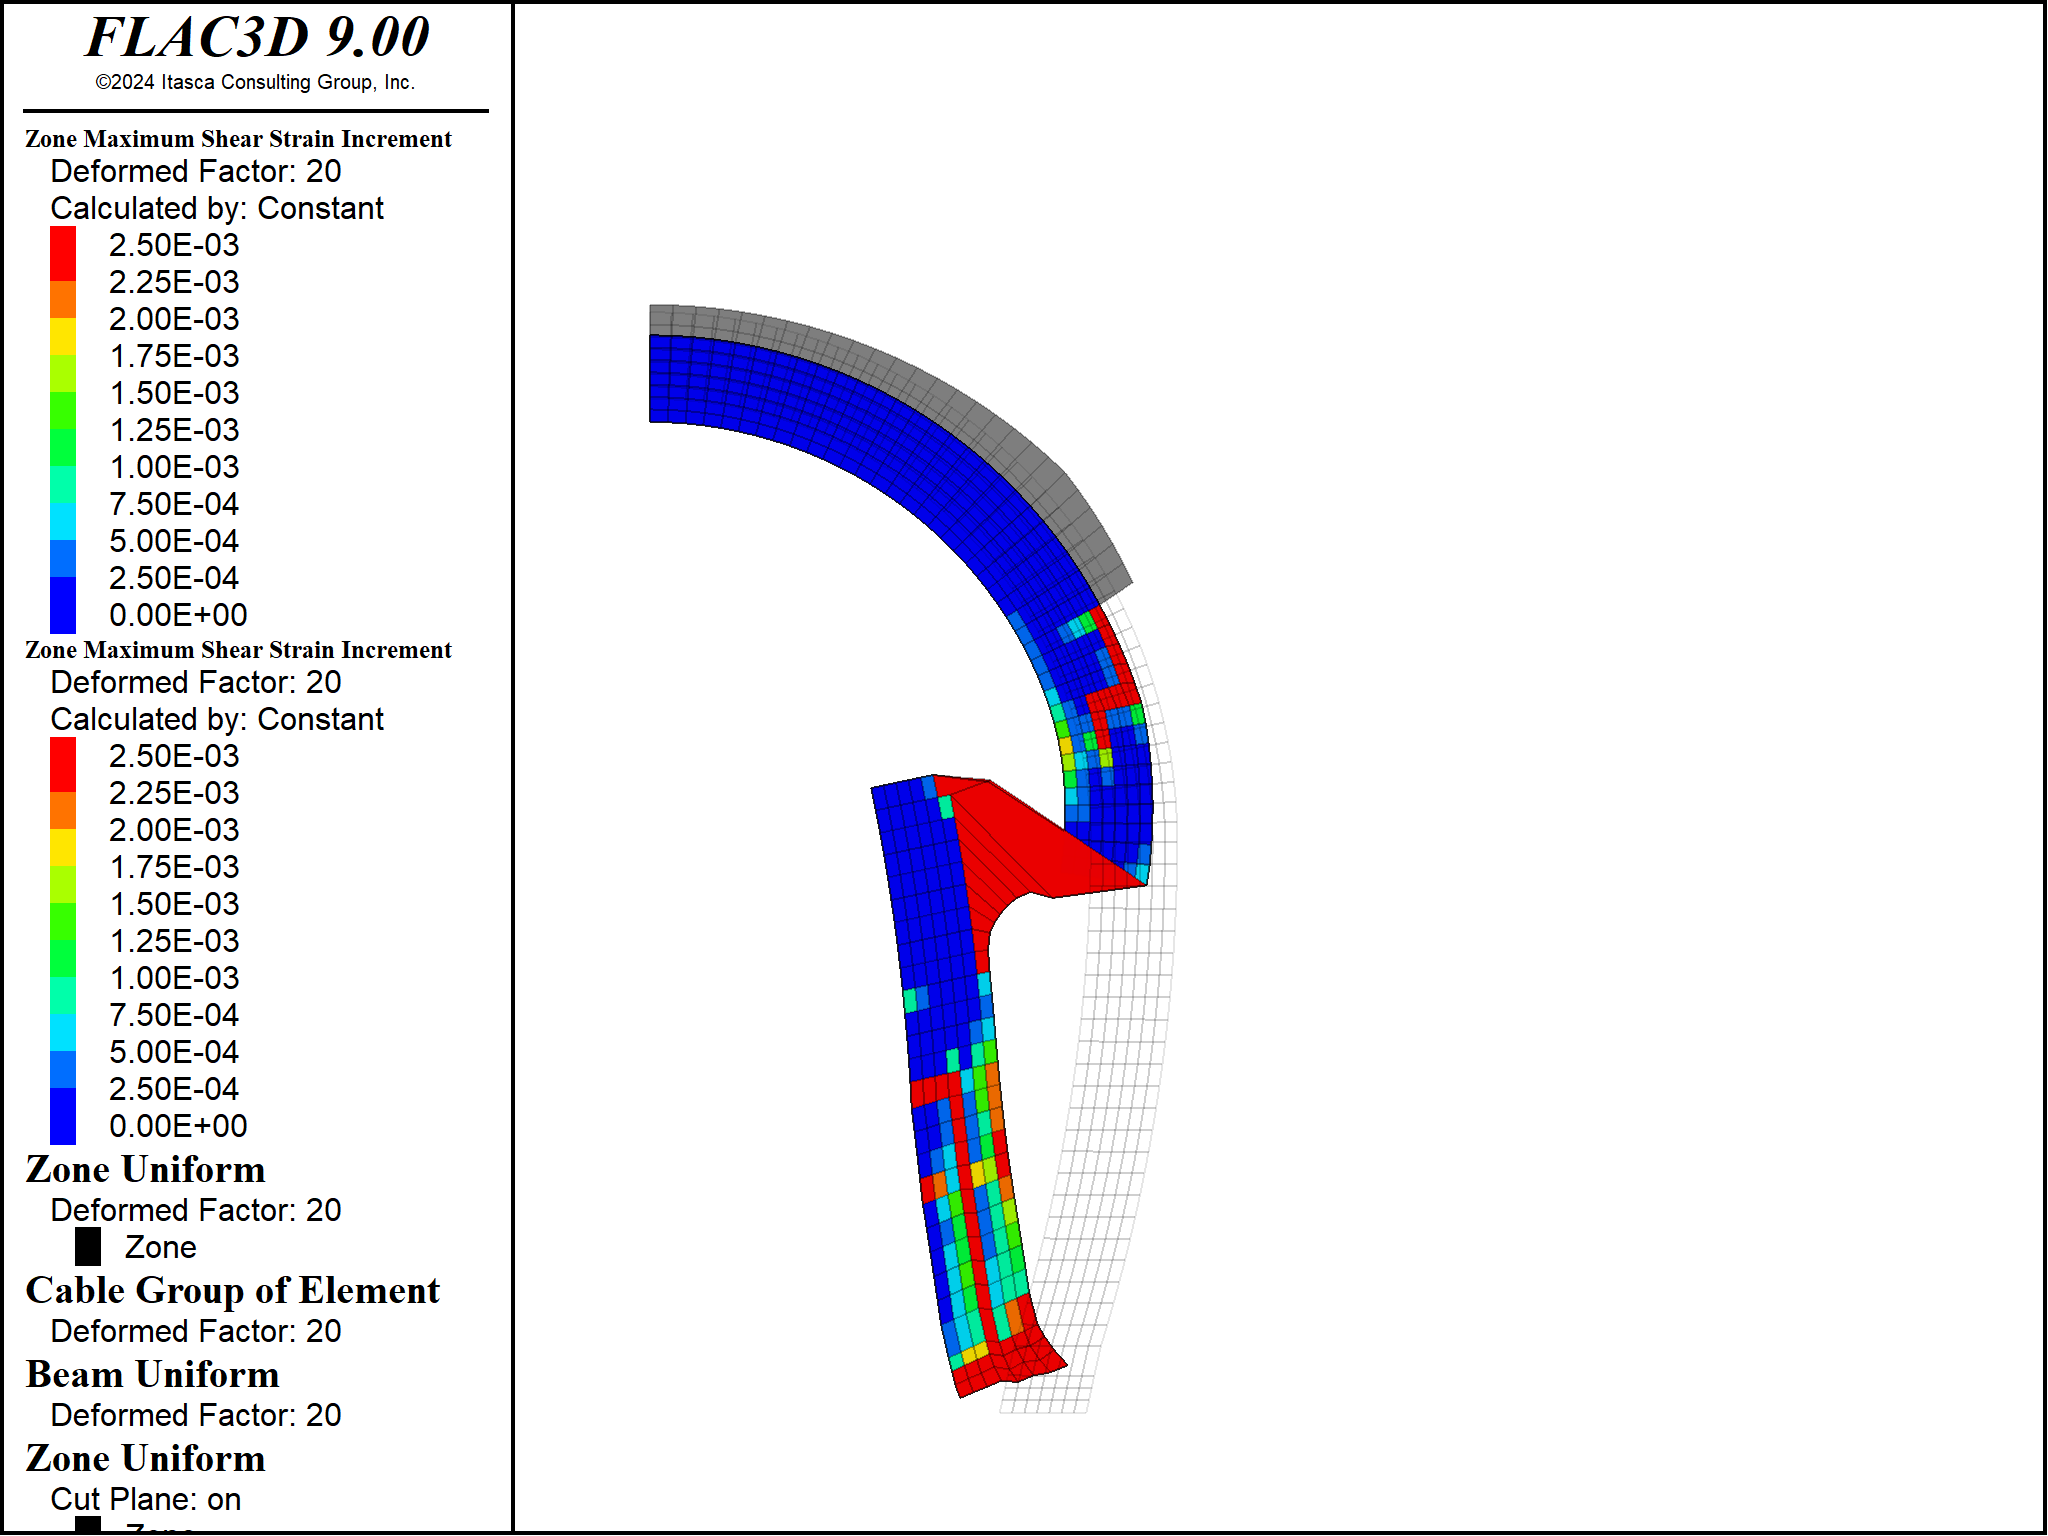 FLAC3D 9.00
©2024 Itasca Consulting Group, Inc.
Zone Maximum Shear Strain Increment
Deformed Factor: 20
Calculated by: Constant
2.50E-03
2.25E-03
2.00E-03
1.75E-03
1.50E-03
1.25E-03
1.00E-03
7.50E-04
5.00E-04
2.50E-04
0.00E+00
Zone Maximum Shear Strain Increment
Deformed Factor: 20
Calculated by: Constant
2.50E-03
2.25E-03
2.00E-03
1.75E-03
1.50E-03
1.25E-03
1.00E-03
7.50E-04
5.00E-04
2.50E-04
0.00E+00
Zone Uniform
Deformed Factor: 20
Zone
Cable Group of Element
Deformed Factor: 20
Beam Uniform
Deformed Factor: 20
Zone Uniform
Cut Plane: on